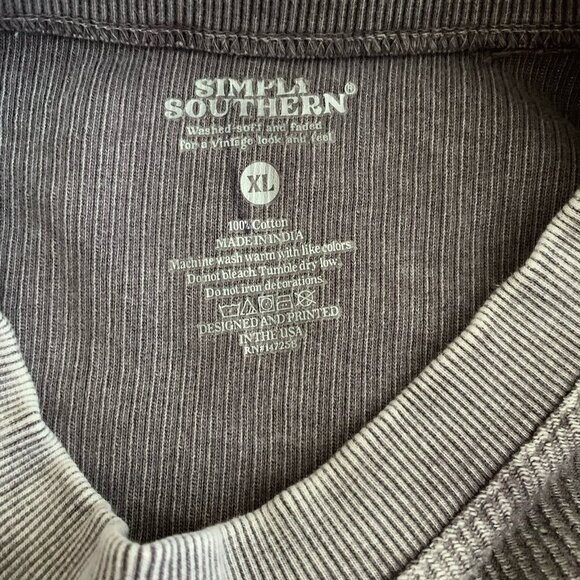 SIMPLY
SOUTHERN®
Washed soft and faded
for a Vintage look and feel
XL
100% Cotton
MADE IN INDIA
Machine wash warm with like colors.
Do not bleach. Tumble dry low.
Do not iron decorations.
DESIGNED AND PRINTED
IN THE USA